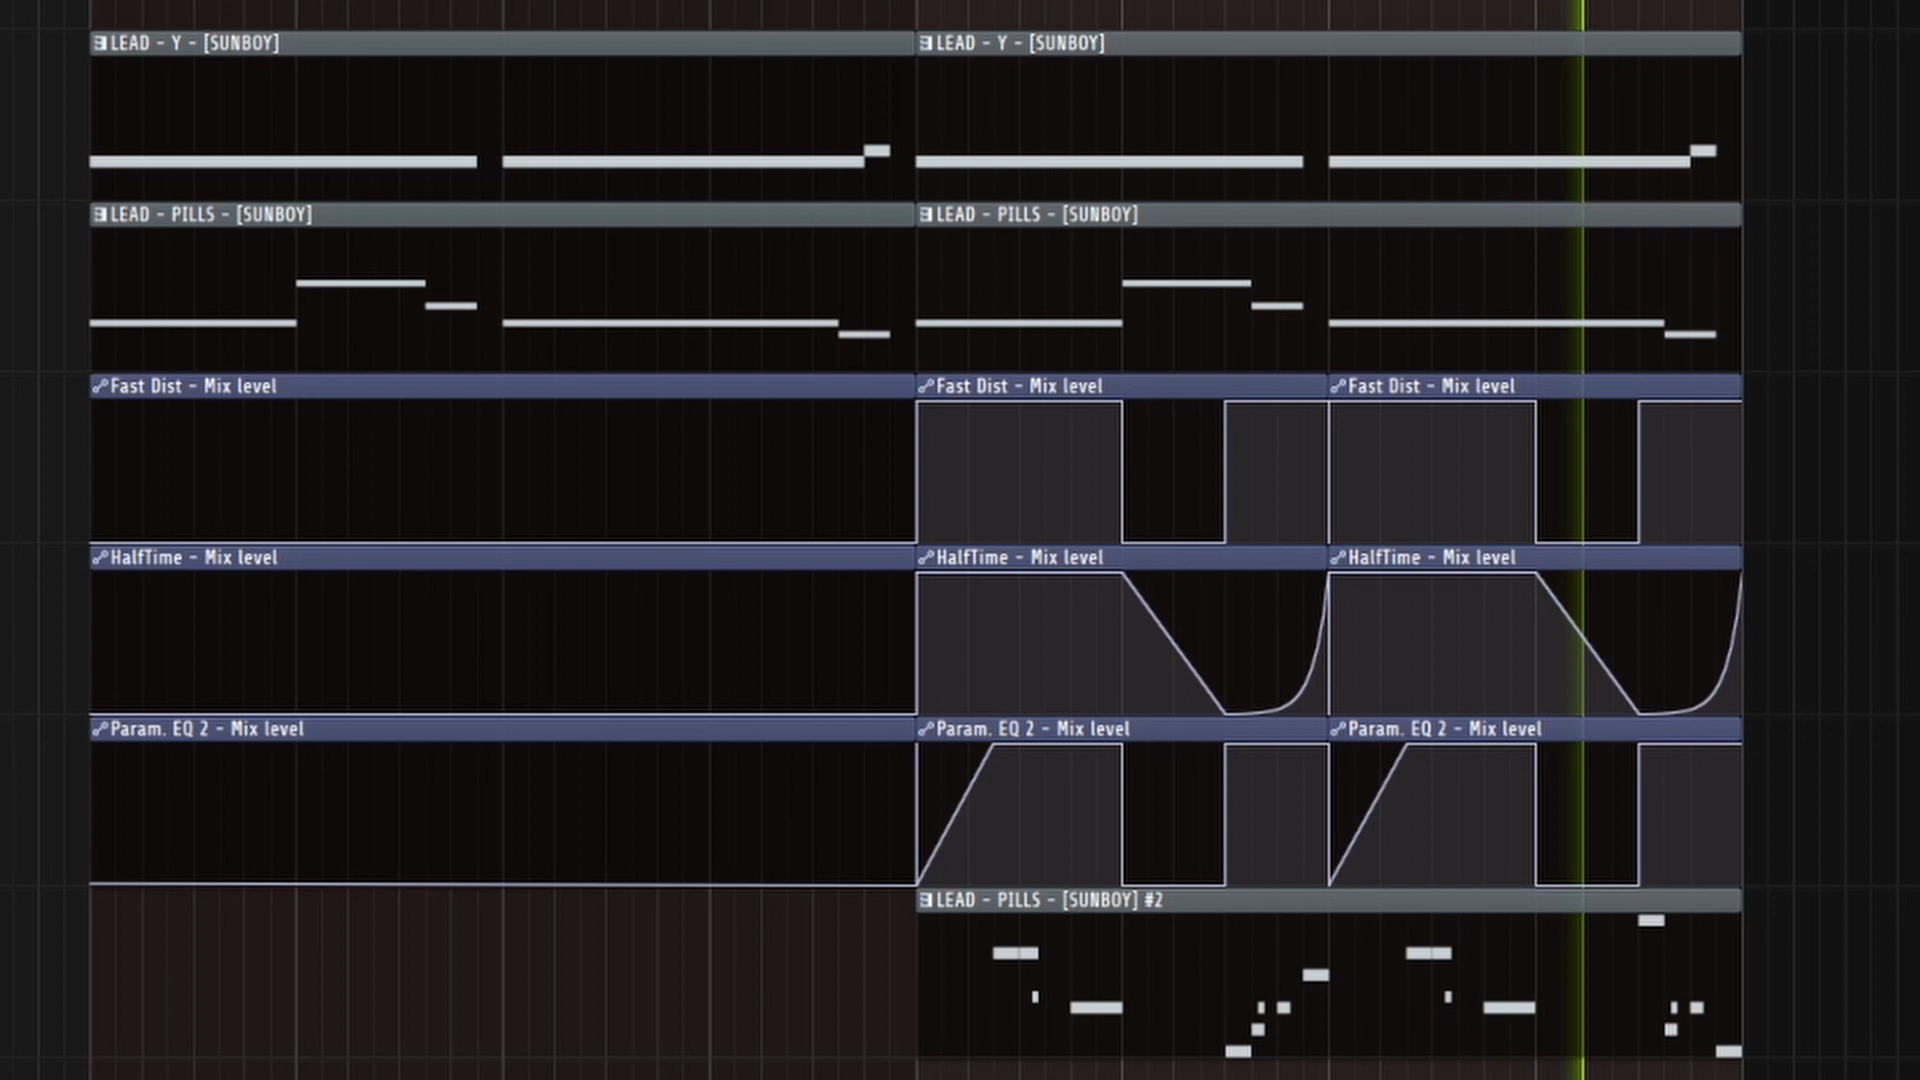 LEAD - Y - [SUNBOY]
LEAD - Y - [SUNBOY]
LEAD - PILLS - [SUNBOY]
LEAD - PILLS - [SUNBOY]
Fast Dist - Mix level
Fast Dist - Mix level
Fast Dist - Mix level
HalfTime - Mix level
HalfTime - Mix level
HalfTime - Mix level
Param. EQ 2 - Mix level
Param. EQ 2 - Mix level
Param. EQ 2 - Mix level
LEAD - PILLS - [SUNBOY] #2